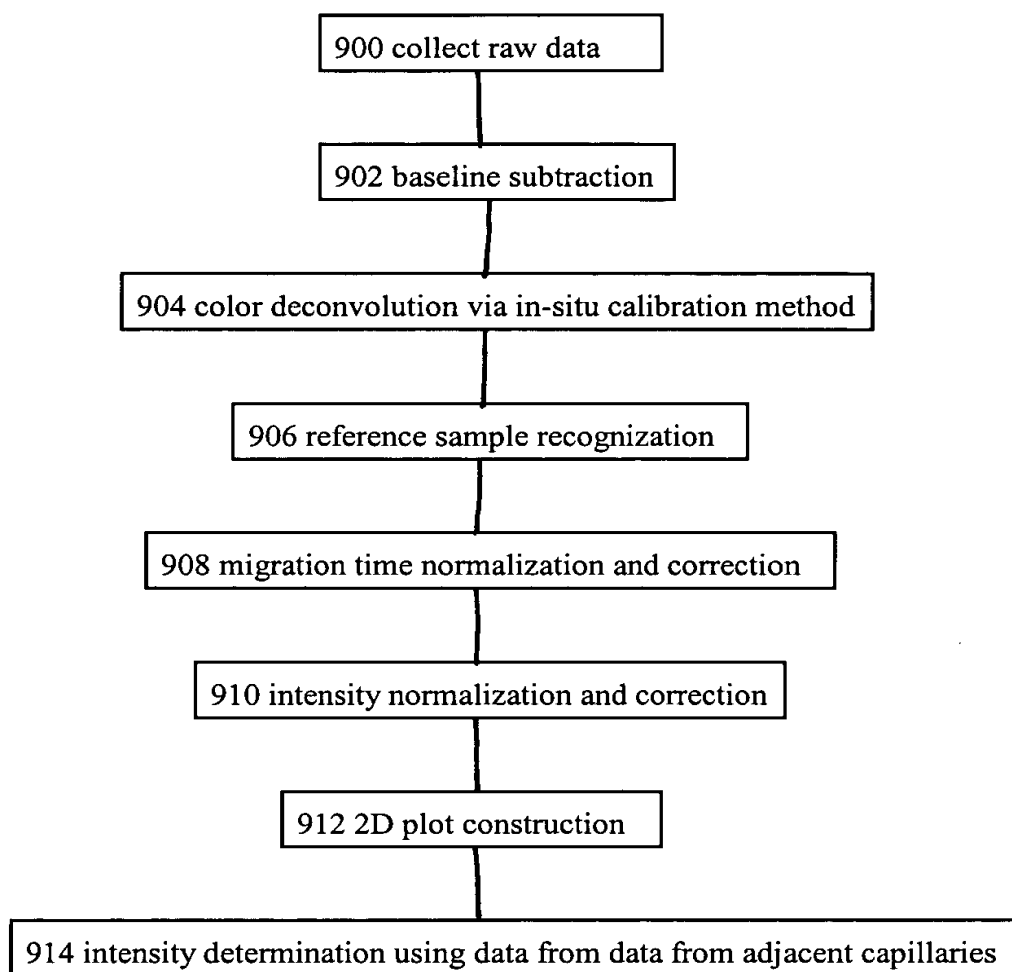 900 collect raw data
902 baseline subtraction
904 color deconvolution via in-situ calibration method
906 reference sample recognization
908 migration time normalization and correction
910 intensity normalization and correction
912 2D plot construction
914 intensity determination using data from data from adjacent capillaries